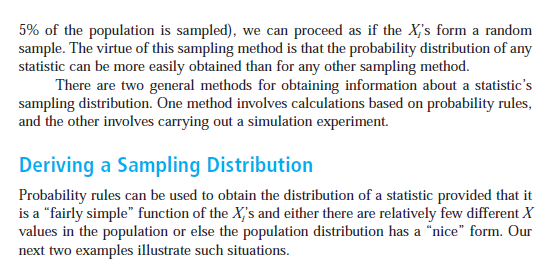 5% of the population is sampled), we can proceed as if the Xi's form a random
sample. The virtue of this sampling method is that the probability distribution of any
statistic can be more easily obtained than for any other sampling method.
There are two general methods for obtaining information about a statistic's
sampling distribution. One method involves calculations based on probability rules,
and the other involves carrying out a simulation experiment.
Deriving a Sampling Distribution
Probability rules can be used to obtain the distribution of a statistic provided that it
is a “fairly simple” function of the Xi's and either there are relatively few different X
values in the population or else the population distribution has a “nice” form. Our
next two examples illustrate such situations.